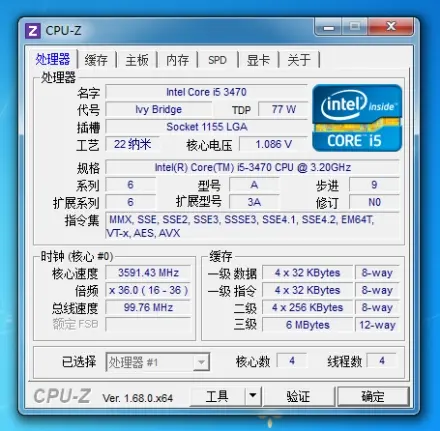 CPU-Z
处理器 缓存 主板 内存 SPD 显卡 关于
处理器
名字 Intel Core i5 3470
代号 Ivy Bridge TDP 77 W
插槽 Socket 1155 LGA
工艺 22 纳米 核心电压 1.086 V
intel inside
CORE i5
规格 Intel(R) Core(TM) i5-3470 CPU @ 3.20GHz
系列 6 型号 A 步进 9
扩展系列 6 扩展型号 3A 修订 N0
指令集 MMX, SSE, SSE2, SSE3, SSSE3, SSE4.1, SSE4.2, EM64T,
VT-x, AES, AVX
时钟 (核心 #0)
核心速度 3591.43 MHz
倍频 x 36.0 ( 16 - 36 )
总线速度 99.76 MHz
额定 FSB
缓存
一级 数据 4 x 32 KBytes 8-way
一级 指令 4 x 32 KBytes 8-way
二级 4 x 256 KBytes 8-way
三级 6 MBytes 12-way
已选择 处理器 #1 核心数 4 线程数 4
CPU-Z Ver. 1.68.0.x64 工具 验证 确定